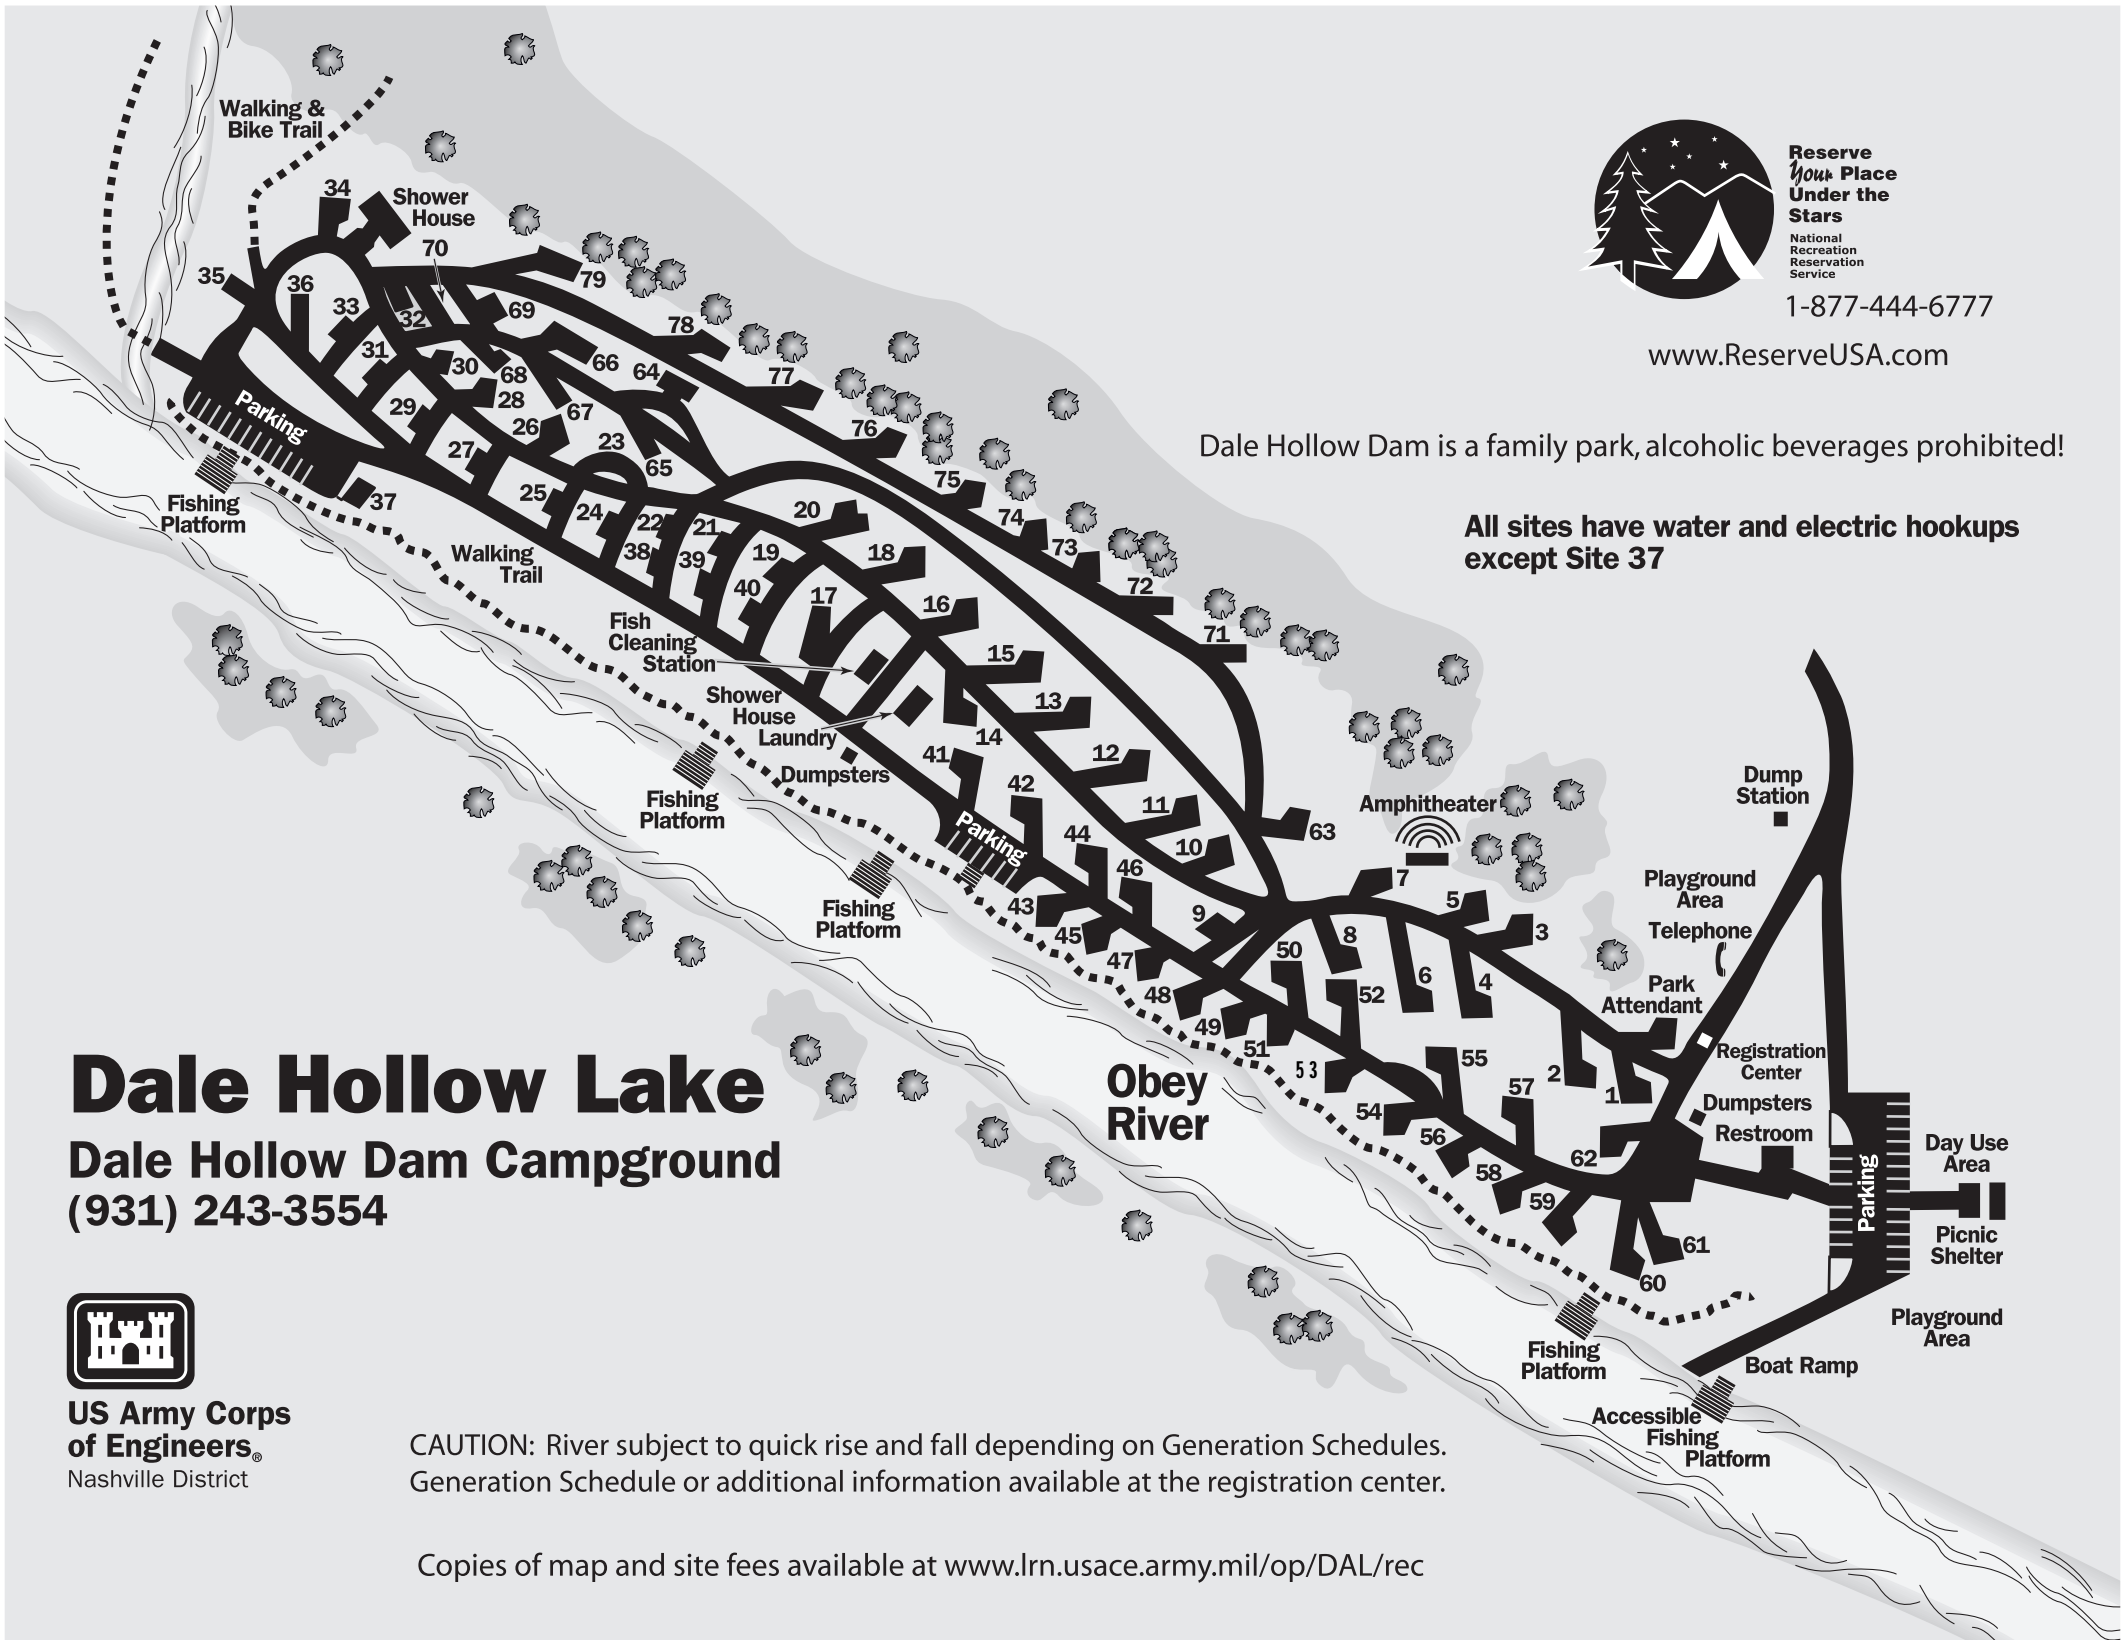 Walking &
Bike Trail
34
Shower
House
70
35
36
33
32
69
79
78
31
30
68
66
64
77
29
28
67
26
23
65
76
27
Parking
37
Fishing
Platform
25
24
22
21
20
75
74
Walking
Trail
38
39
19
18
73
40
17
16
72
71
Fish
Cleaning
Station
15
Shower
House
Laundry
13
14
Dumpsters
41
12
42
11
Fishing
Platform
Parking
44
10
46
63
Amphitheater
43
9
7
5
3
Fishing
Platform
45
50
8
47
6
4
48
52
49
51
53
55
2
1
57
54
56
62
58
59
61
60
Reserve
Your Place
Under the
Stars
National
Recreation
Reservation
Service
1-877-444-6777
www.ReserveUSA.com
Dale Hollow Dam is a family park, alcoholic beverages prohibited!
All sites have water and electric hookups
except Site 37
Dump
Station
Playground
Area
Telephone
Park
Attendant
Registration
Center
Dumpsters
Restroom
Parking
Day Use
Area
Picnic
Shelter
Playground
Area
Boat Ramp
Fishing
Platform
Accessible
Fishing
Platform
Obey
River
Dale Hollow Lake
Dale Hollow Dam Campground
(931) 243-3554
US Army Corps
of Engineers®
Nashville District
CAUTION: River subject to quick rise and fall depending on Generation Schedules.
Generation Schedule or additional information available at the registration center.
Copies of map and site fees available at www.lrn.usace.army.mil/op/DAL/rec